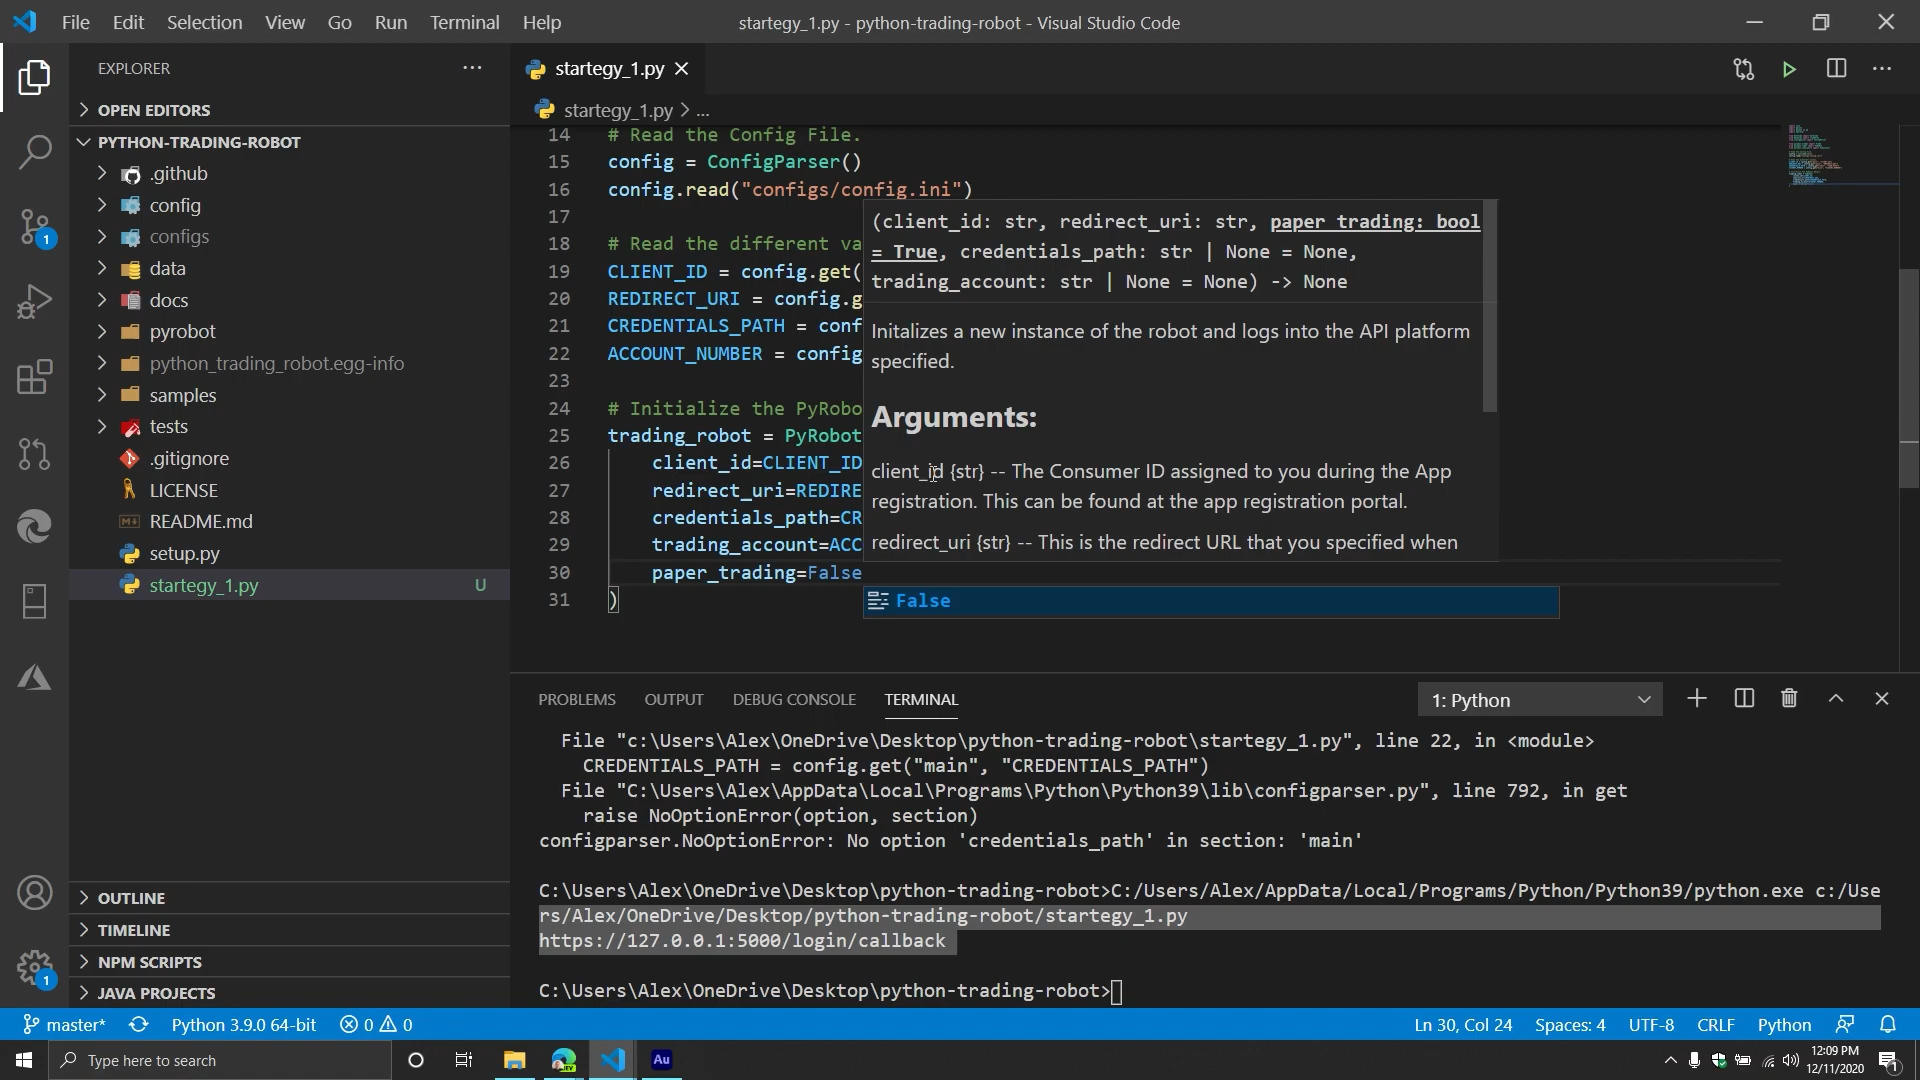 File Edit Selection View Go Run Terminal Help
startegy_1.py - python-trading-robot - Visual Studio Code
EXPLORER
OPEN EDITORS
PYTHON-TRADING-ROBOT
.github
config
configs
data
docs
pyrobot
python_trading_robot.egg-info
samples
tests
.gitignore
LICENSE
README.md
setup.py
startegy_1.py U
OUTLINE
TIMELINE
NPM SCRIPTS
JAVA PROJECTS
1
1
startegy_1.py
startegy_1.py > ...
14 # Read the Config File.
15 config = ConfigParser()
16 config.read("configs/config.ini")
17
18 # Read the different va
19 CLIENT_ID = config.get(
20 REDIRECT_URI = config.g
21 CREDENTIALS_PATH = conf
22 ACCOUNT_NUMBER = config
23
24 # Initialize the PyRobo
25 trading_robot = PyRobot
26 client_id=CLIENT_ID
27 redirect_uri=REDIRE
28 credentials_path=CR
29 trading_account=ACC
30 paper_trading=False
31 )
(client_id: str, redirect_uri: str, paper_trading: bool
= True, credentials_path: str | None = None,
trading_account: str | None = None) -> None
Initalizes a new instance of the robot and logs into the API platform
specified.
Arguments:
client_id {str} -- The Consumer ID assigned to you during the App
registration. This can be found at the app registration portal.
redirect_uri {str} -- This is the redirect URL that you specified when
False
PROBLEMS OUTPUT DEBUG CONSOLE TERMINAL
1: Python
File "c:\Users\Alex\OneDrive\Desktop\python-trading-robot\startegy_1.py", line 22, in <module>
CREDENTIALS_PATH = config.get("main", "CREDENTIALS_PATH")
File "C:\Users\Alex\AppData\Local\Programs\Python\Python39\lib\configparser.py", line 792, in get
raise NoOptionError(option, section)
configparser.NoOptionError: No option 'credentials_path' in section: 'main'
C:\Users\Alex\OneDrive\Desktop\python-trading-robot>C:/Users/Alex/AppData/Local/Programs/Python/Python39/python.exe c:/Use
rs/Alex/OneDrive/Desktop/python-trading-robot/startegy_1.py
https://127.0.0.1:5000/login/callback
C:\Users\Alex\OneDrive\Desktop\python-trading-robot>
master* Python 3.9.0 64-bit 0 0 Ln 30, Col 24 Spaces: 4 UTF-8 CRLF Python
Type here to search
Au
12:09 PM
12/11/2020
1